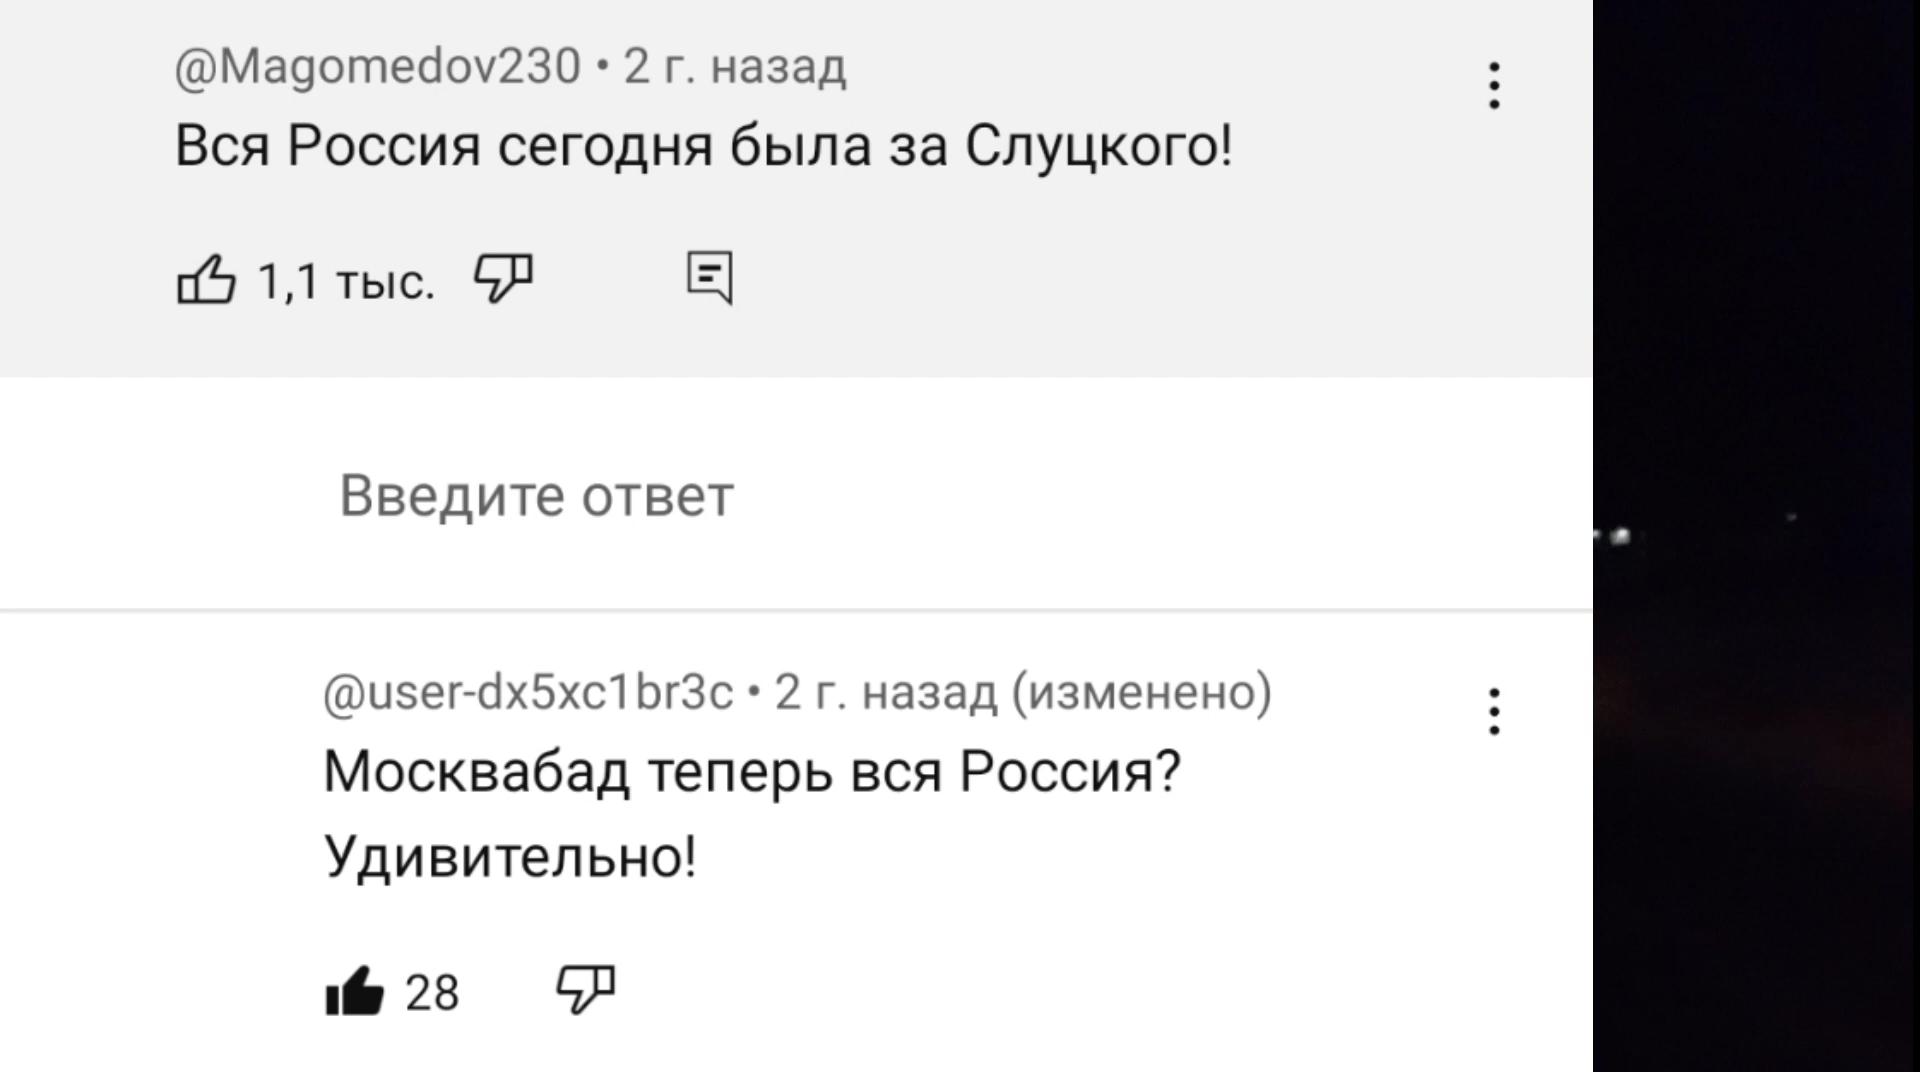 @Magomedov230 • 2 г. назад
Вся Россия сегодня была за Слуцкого!
1,1 тыс.
Введите ответ
@user-dx5xc1br3c • 2 г. назад (изменено)
Москвабад теперь вся Россия?
Удивительно!
28